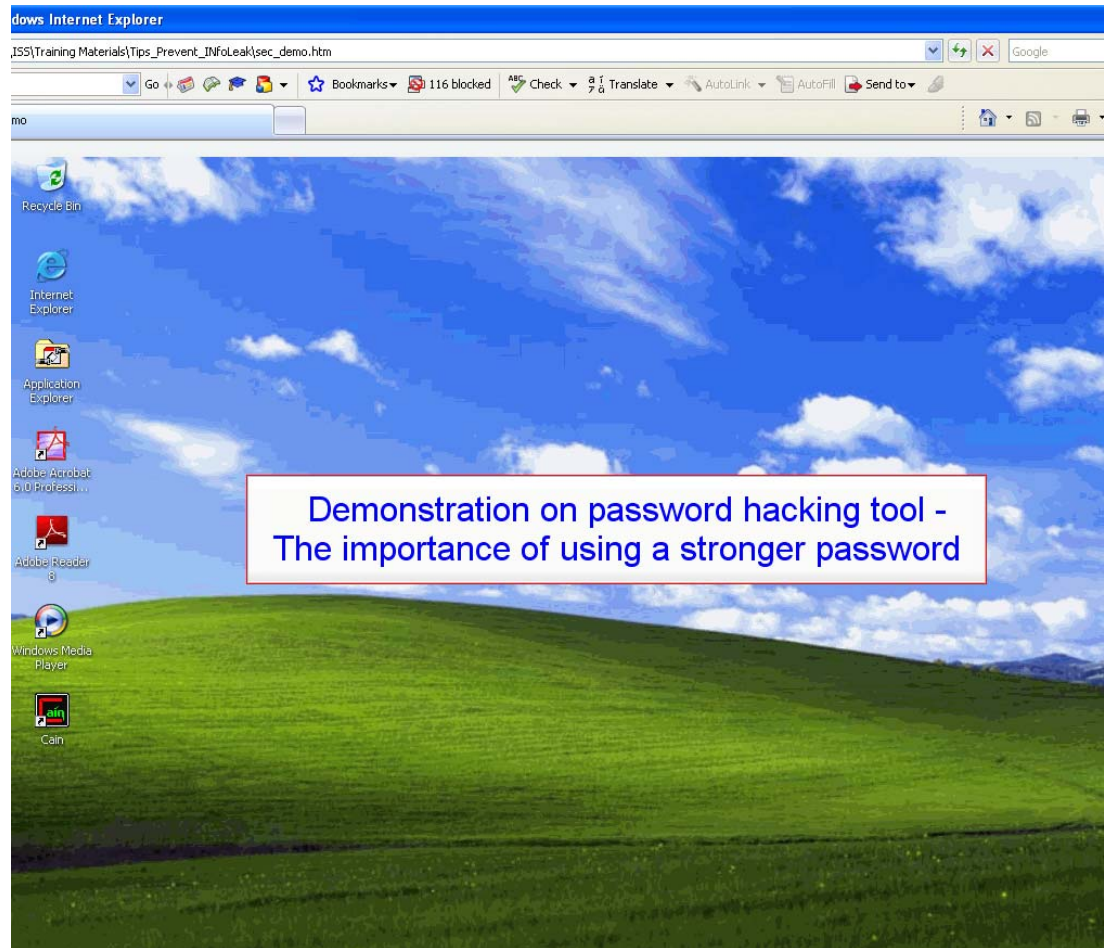 dows Internet Explorer
,ISS\Training Materials\Tips_Prevent_INfoLeak\sec_demo.htm
Google
Go
Bookmarks
116 blocked
Check
Translate
AutoLink
AutoFill
Send to
mo
Recycle Bin
Internet
Explorer
Application
Explorer
Adobe Acrobat
6.0 Professi...
Demonstration on password hacking tool -
The importance of using a stronger password
Adobe Reader
8
Windows Media
Player
Cain
Cain